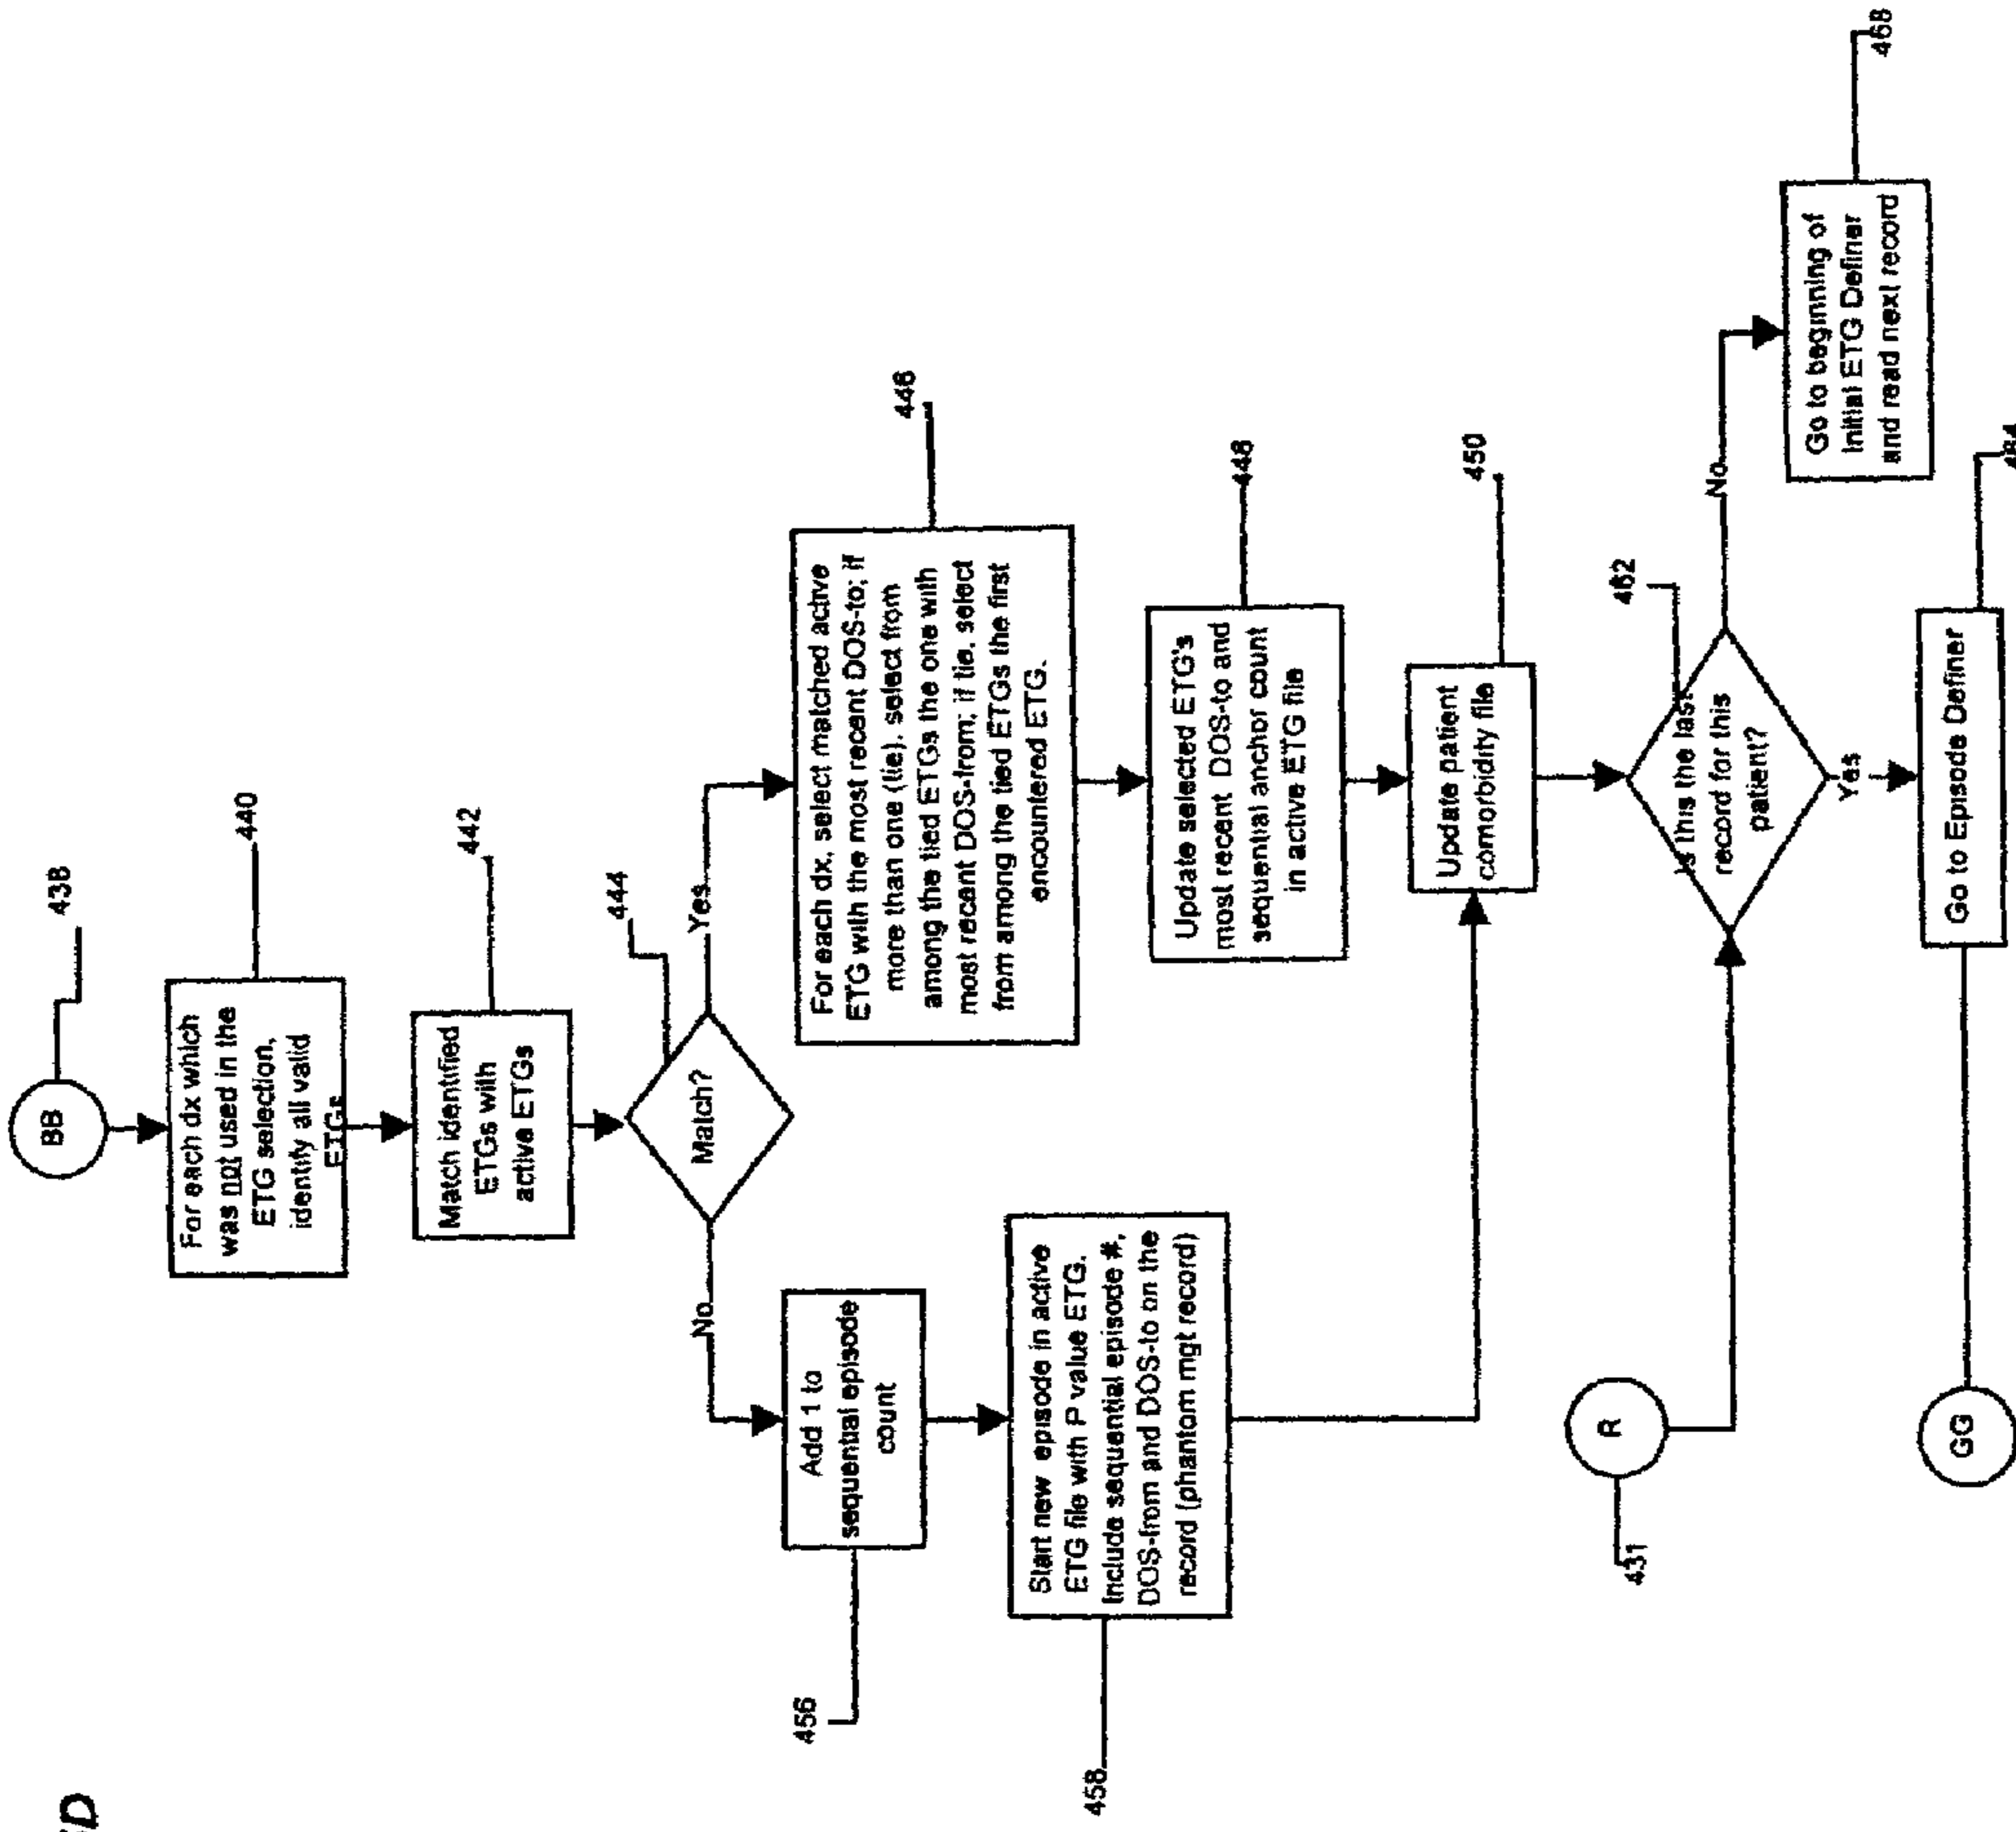 BB
438
For each dx which
was not used in the
ETG selection,
identify all valid
ETGs
440
Match identified
ETGs with
active ETGs
442
Match?
444
No
Yes
Add 1 to
sequential episode
count
456
Start new episode in active
ETG file with P value ETG.
Include sequential episode #,
DOS-from and DOS-to on the
record (phantom mgt record)
458
For each dx, select matched active
ETG with the most recent DOS-to; if
more than one (tie), select from
among the tied ETGs the one with
most recent DOS-from; if tie, select
from among the tied ETGs the first
encountered ETG.
446
Update selected ETG's
most recent DOS-to and
sequential anchor count
in active ETG file
448
Update patient
comorbidity file
450
R
431
Is this the last
record for this
patient?
462
No
Go to beginning of
Initial ETG Definer
and read next record
468
Yes
GG
Go to Episode Definer
464